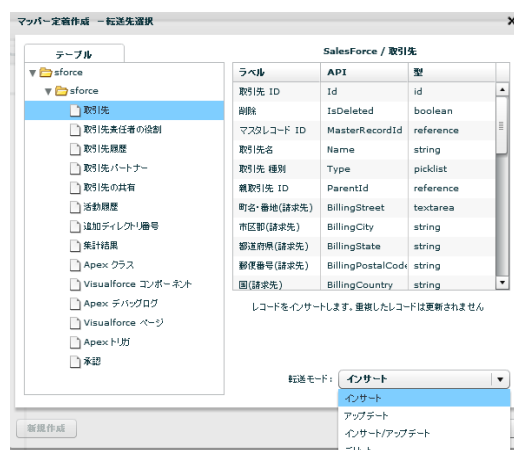 マッパー定義作成 －転送先選択
テーブル
sforce
sforce
取引先
取引先責任者の役割
取引先履歴
取引先パートナー
取引先の共有
活動履歴
追加ディレクトリ番号
集計結果
Apex クラス
Visualforce コンポーネント
Apex デバッグログ
Visualforce ページ
Apex トリガ
承認
SalesForce / 取引先
ラベル API 型
取引先 ID Id id
削除 IsDeleted boolean
マスタレコード ID MasterRecordId reference
取引先名 Name string
取引先 種別 Type picklist
親取引先 ID ParentId reference
町名・番地(請求先) BillingStreet textarea
市区郡(請求先) BillingCity string
都道府県(請求先) BillingState string
郵便番号(請求先) BillingPostalCode string
国(請求先) BillingCountry string
レコードをインサートします。重複したレコードは更新されません
転送モード： インサート
インサート
アップデート
インサート/アップデート
新規作成